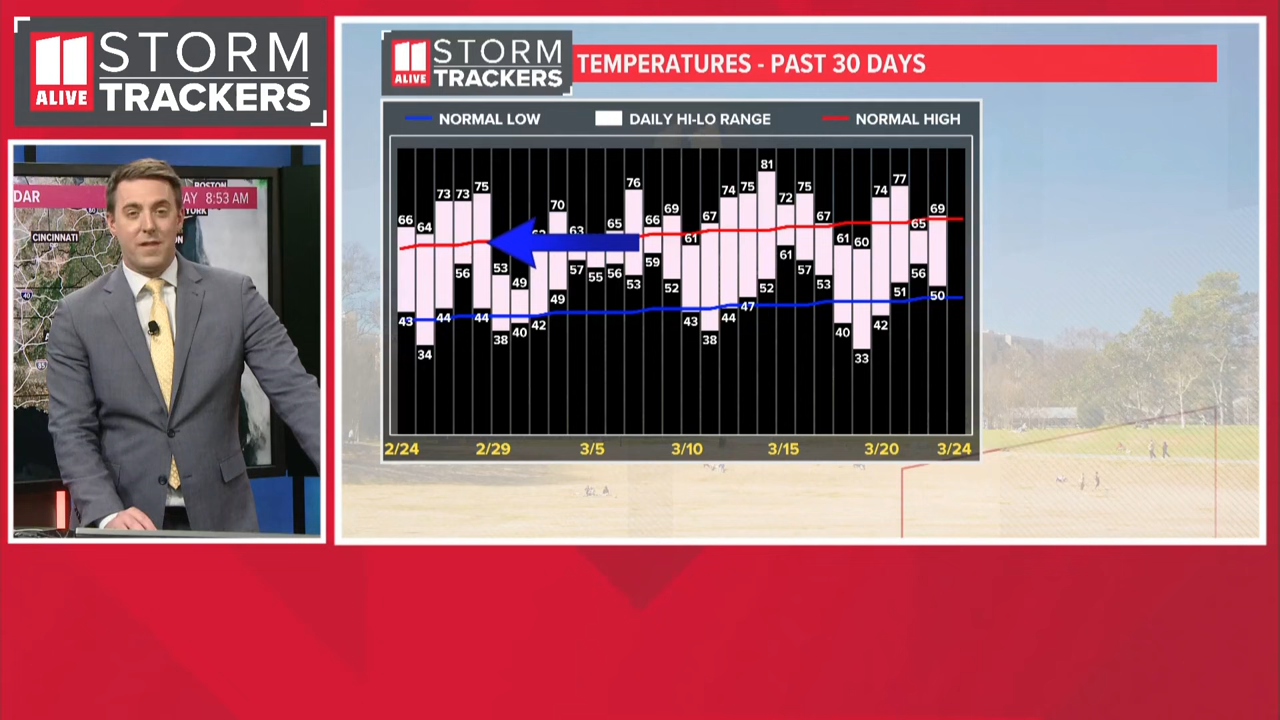 11
ALIVE
STORM
TRACKERS
DAR
AY 8:53 AM
BOSTON
YORK
CINCINNATI
40
85
11
ALIVE
STORM
TRACKERS
TEMPERATURES - PAST 30 DAYS
NORMAL LOW DAILY HI-LO RANGE NORMAL HIGH
66 64 73 73 75 53 49 70 63 65 76 66 69 61 67 74 75 81 72 75 67 61 60 74 77 65 69
43 34 44 56 44 38 40 42 49 57 55 56 53 59 52 43 38 44 47 52 61 57 53 40 33 42 51 56 50
2/24 2/29 3/5 3/10 3/15 3/20 3/24